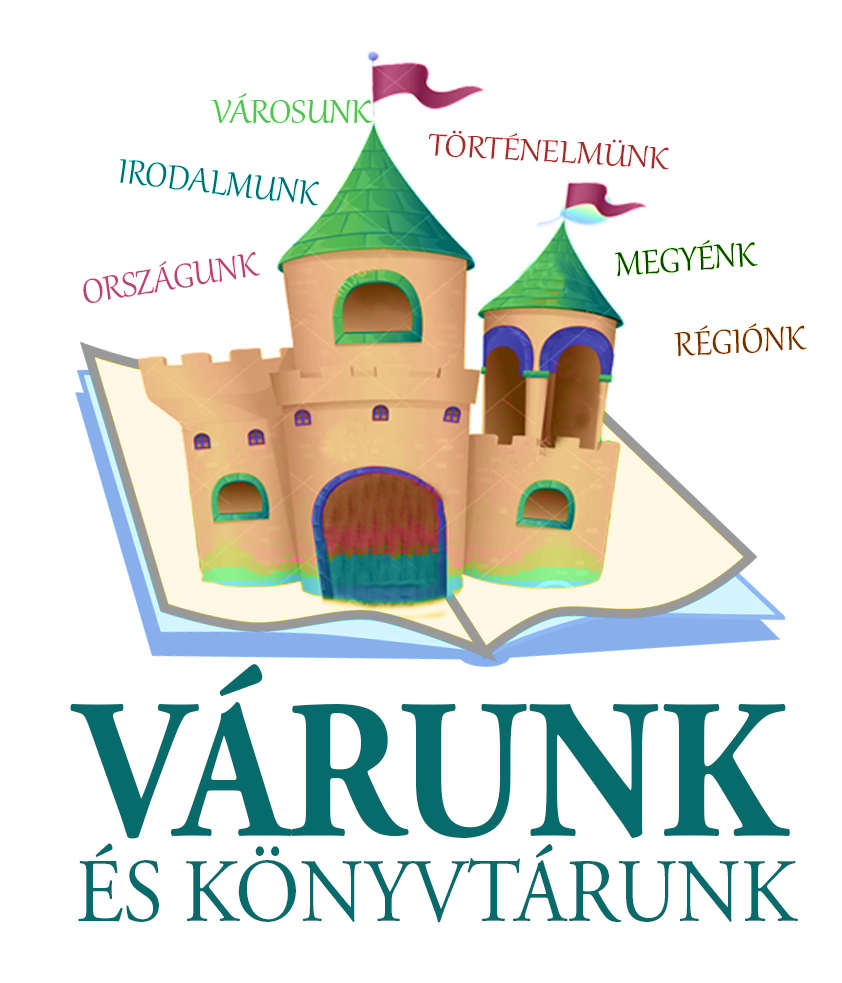 VÁROSUNK
TÖRTÉNELMÜNK
IRODALMUNK
MEGYÉNK
ORSZÁGUNK
RÉGIÓNK
VÁRUNK
ÉS KÖNYVTÁRUNK